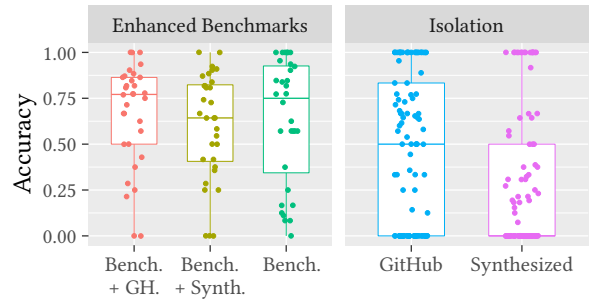 Enhanced Benchmarks
Isolation
Accuracy
1.00
0.75
0.50
0.25
0.00
Bench.
+ GH.
Bench.
+ Synth.
Bench.
GitHub
Synthesized